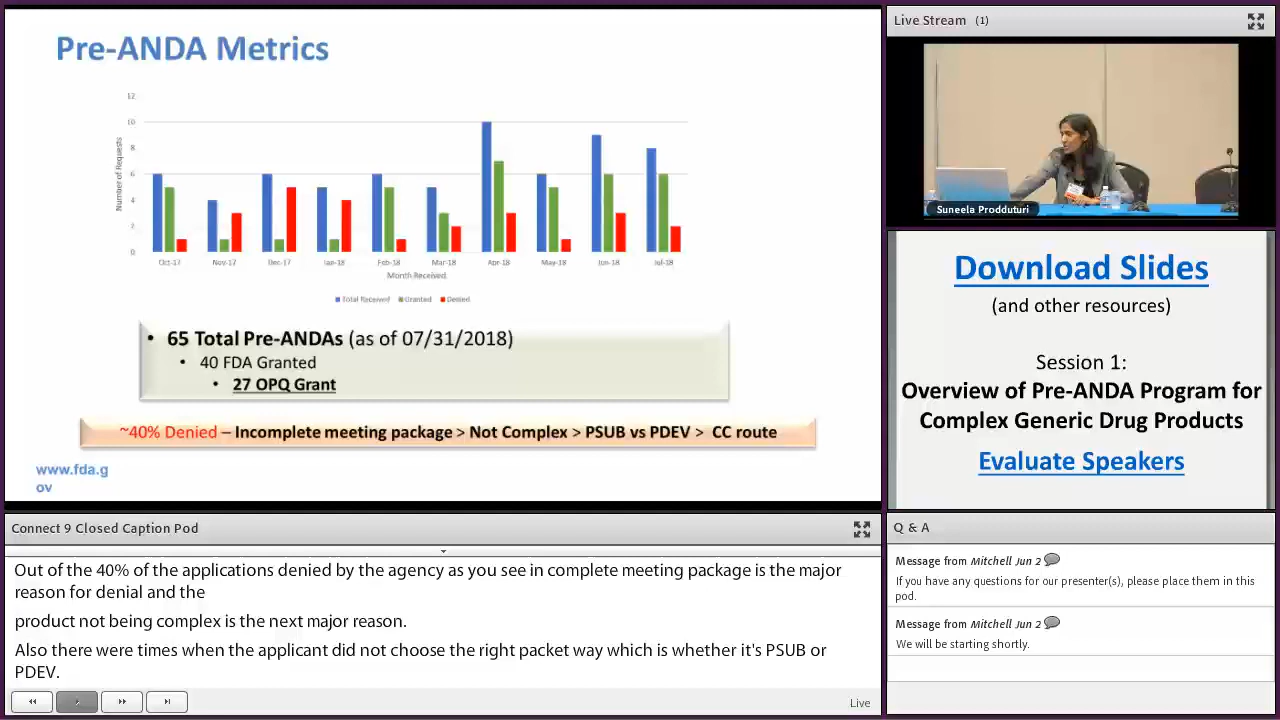 Pre-ANDA Metrics
12
10
8
6
4
2
0
Number of Requests
Oct-17 Nov-17 Dec-17 Jan-18 Feb-18 Mar-18 Apr-18 May-18 Jun-18 Jul-18
Month Received
Total Received Granted Denied
• 65 Total Pre-ANDAs (as of 07/31/2018)
• 40 FDA Granted
• 27 OPQ Grant
~40% Denied – Incomplete meeting package > Not Complex > PSUB vs PDEV > CC route
www.fda.g
ov
Live Stream (1)
Suneela Prodduturi
Download Slides
(and other resources)
Session 1:
Overview of Pre-ANDA Program for
Complex Generic Drug Products
Evaluate Speakers
Connect 9 Closed Caption Pod
Out of the 40% of the applications denied by the agency as you see in complete meeting package is the major
reason for denial and the
product not being complex is the next major reason.
Also there were times when the applicant did not choose the right packet way which is whether it's PSUB or
PDEV.
Live
Q & A
Message from Mitchell Jun 2
If you have any questions for our presenter(s), please place them in this
pod.
Message from Mitchell Jun 2
We will be starting shortly.